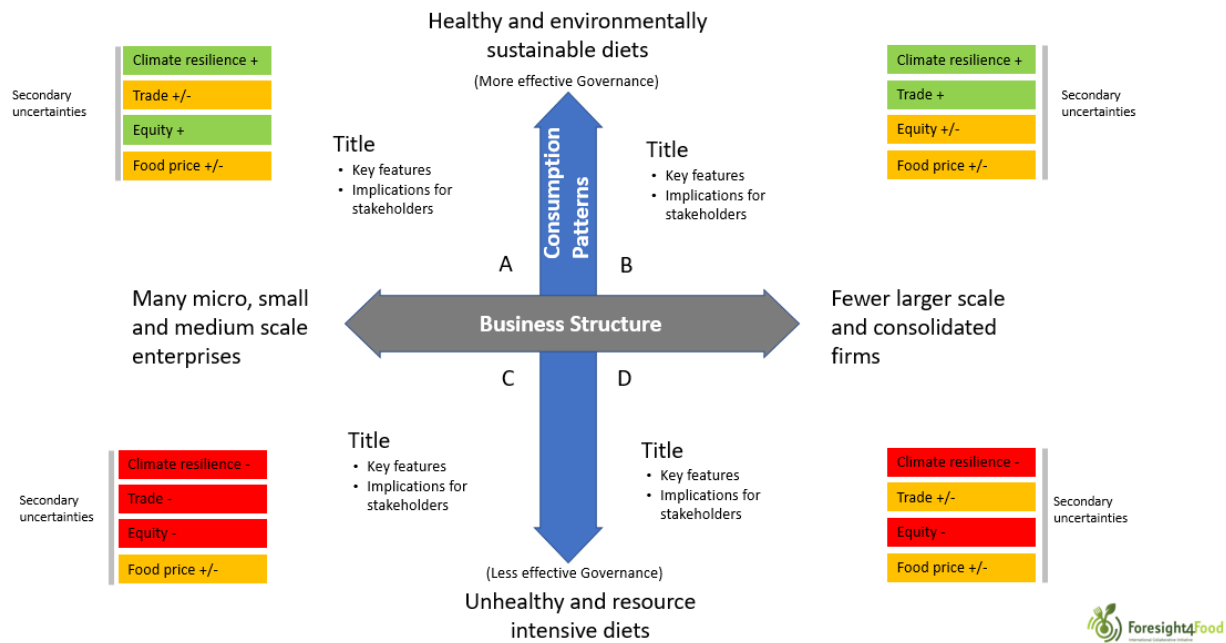 Healthy and environmentally
sustainable diets
(More effective Governance)
Secondary
uncertainties
Climate resilience +
Trade +/-
Equity +
Food price +/-
Climate resilience +
Trade +
Equity +/-
Food price +/-
Secondary
uncertainties
Title
• Key features
• Implications for
stakeholders
Consumption
Patterns
Title
• Key features
• Implications for
stakeholders
A
B
Many micro, small
and medium scale
enterprises
Business Structure
Fewer larger scale
and consolidated
firms
C
D
Title
• Key features
• Implications for
stakeholders
Title
• Key features
• Implications for
stakeholders
Secondary
uncertainties
Climate resilience -
Trade -
Equity -
Food price +/-
Climate resilience -
Trade +/-
Equity -
Food price +/-
Secondary
uncertainties
(Less effective Governance)
Unhealthy and resource
intensive diets
Foresight4Food
International Collaborative Initiative